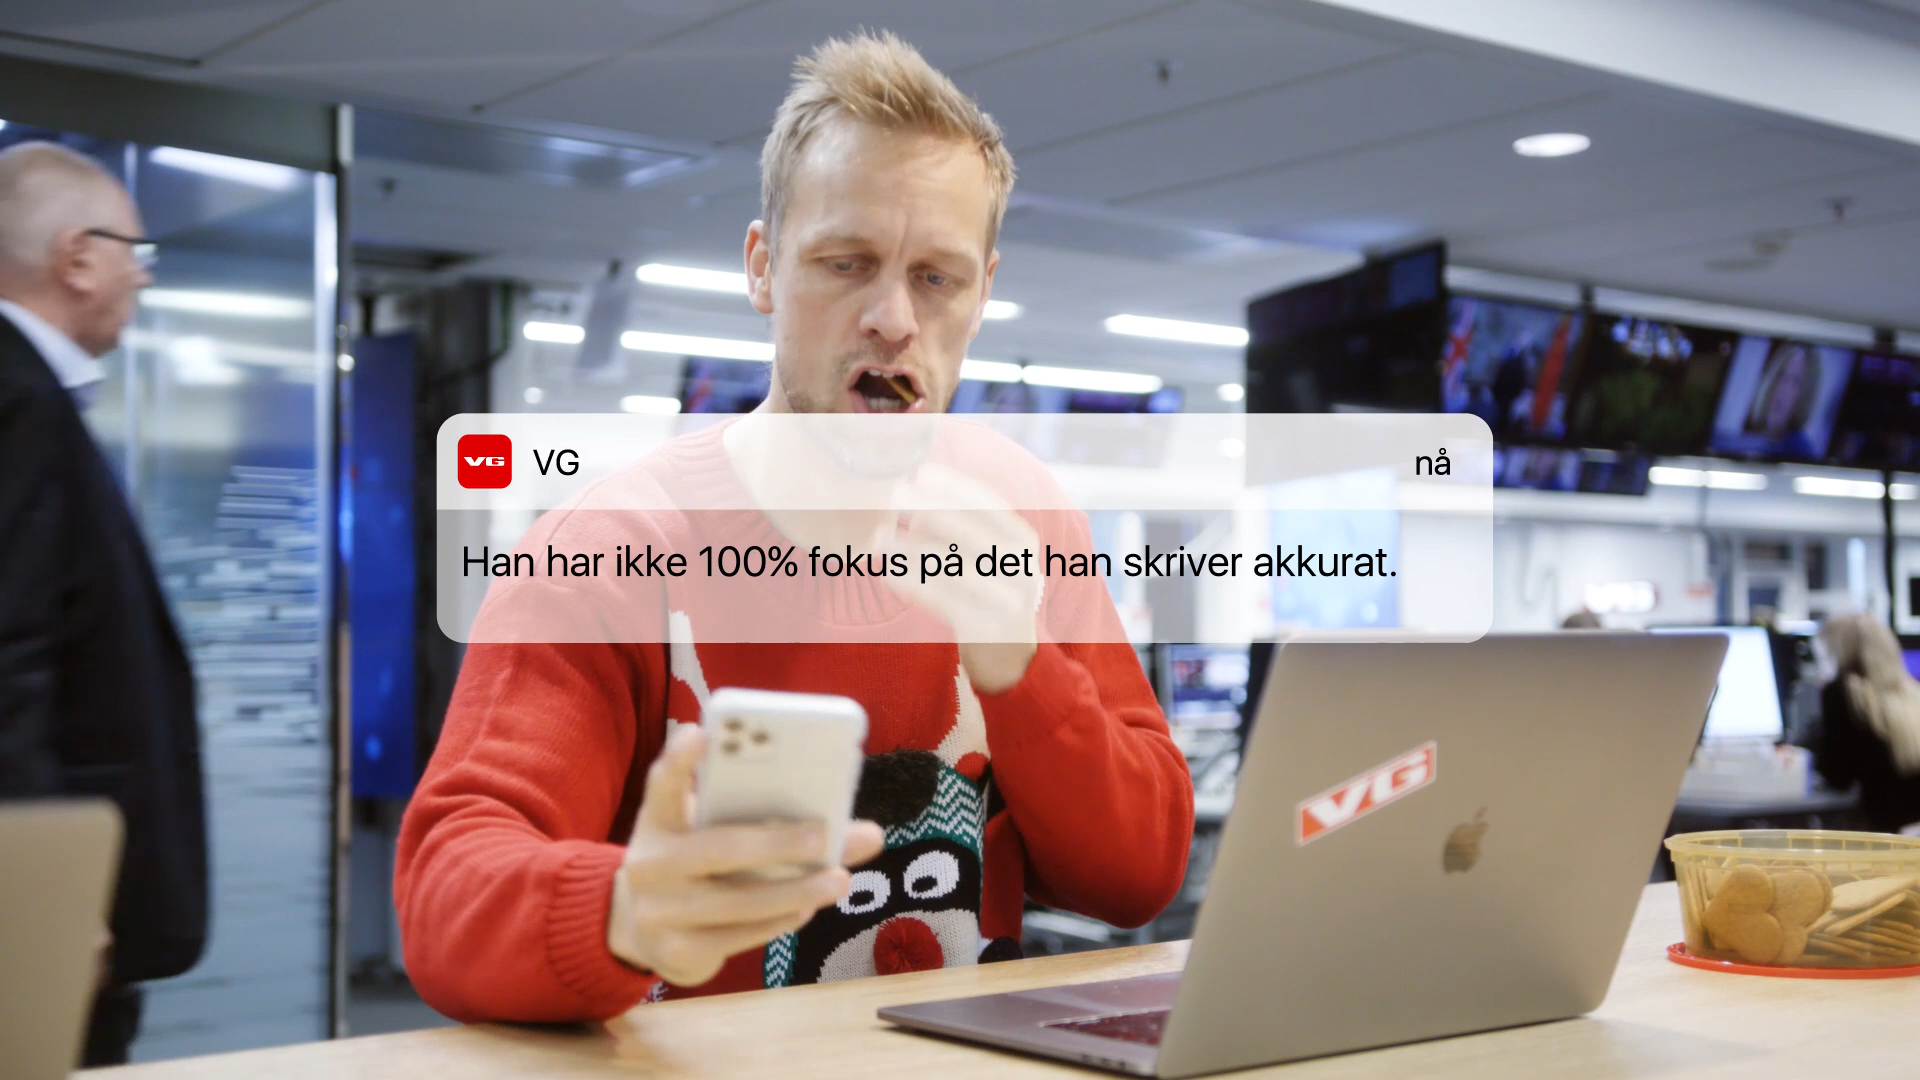 VG VG nå
Han har ikke 100% fokus på det han skriver akkurat.
VG